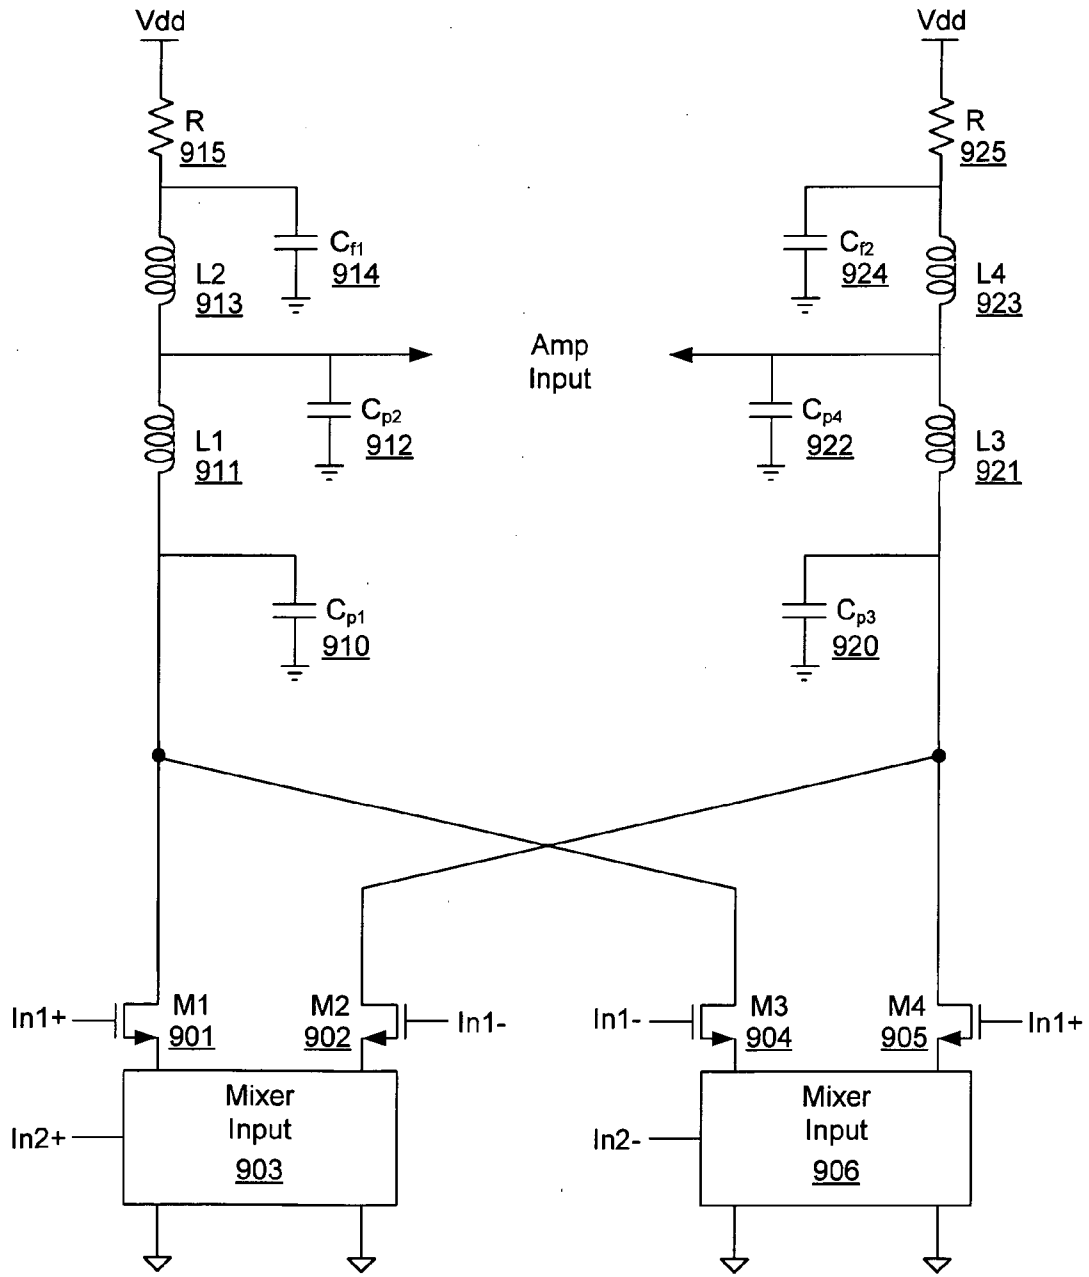 Vdd
Vdd
R
915
R
925
Cf1
914
Cf2
924
L2
913
L4
923
Amp
Input
Cp2
912
Cp4
922
L1
911
L3
921
Cp1
910
Cp3
920
In1+
M1
901
M2
902
In1-
In1-
M3
904
M4
905
In1+
In2+
Mixer
Input
903
In2-
Mixer
Input
906